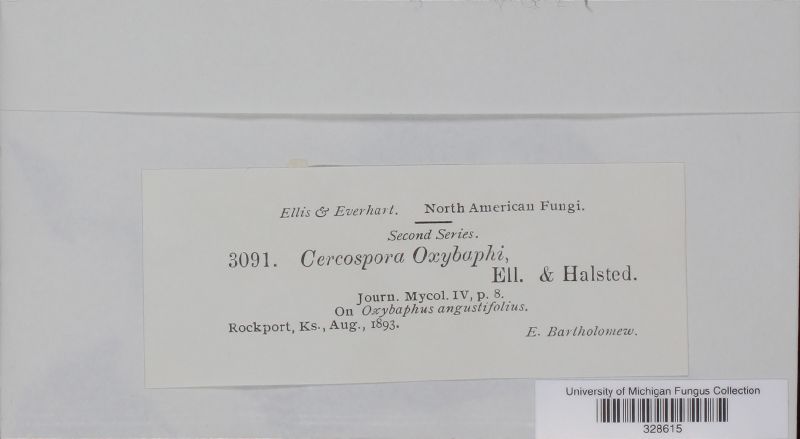 Ellis & Everhart. North American Fungi.
Second Series.
3091. Cercospora Oxybaphi,
Ell. & Halsted.
Journ. Mycol. IV, p. 8.
On Oxybaphus angustifolius.
Rockport, Ks., Aug., 1893.
E. Bartholomew.
University of Michigan Fungus Collection
328615